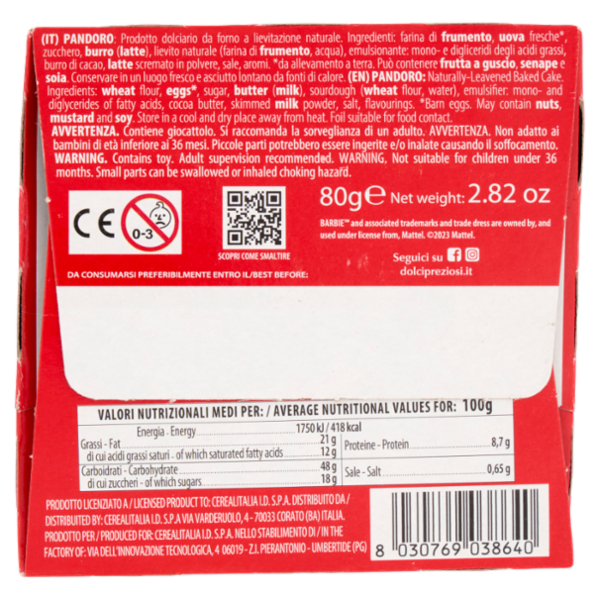 (IT) PANDORO: Prodotto dolciario da forno a lievitazione naturale. Ingredienti: farina di frumento, uova fresche*,
zucchero, burro (latte), lievito naturale (farina di frumento, acqua), emulsionante: mono- e digliceridi degli acidi grassi,
burro di cacao, latte scremato in polvere, sale, aromi. *da allevamento a terra. Può contenere frutta a guscio, senape e
soia. Conservare in un luogo fresco e asciutto lontano da fonti di calore. (EN) PANDORO: Naturally-Leavened Baked Cake.
Ingredients: wheat flour, eggs*, sugar, butter (milk), sourdough (wheat flour, water), emulsifier: mono- and
diglycerides of fatty acids, cocoa butter, skimmed milk powder, salt, flavourings. *Barn eggs. May contain nuts,
mustard and soy. Store in a cool and dry place away from heat. Foil suitable for food contact.
AVVERTENZA. Contiene giocattolo. Si raccomanda la sorveglianza di un adulto. AVVERTENZA. Non adatto ai
bambini di età inferiore ai 36 mesi. Piccole parti potrebbero essere ingerite e/o inalate causando il soffocamento.
WARNING. Contains toy. Adult supervision recommended. WARNING. Not suitable for children under 36
months. Small parts can be swallowed or inhaled choking hazard.
CE
0-3
SCOPRI COME SMALTIRE
80g e Net weight: 2.82 oz
BARBIE™ and associated trademarks and trade dress are owned by, and
used under license from, Mattel. ©2023 Mattel.
Seguici su
dolcipreziosi.it
DA CONSUMARSI PREFERIBILMENTE ENTRO IL/BEST BEFORE:
VALORI NUTRIZIONALI MEDI PER: / AVERAGE NUTRITIONAL VALUES FOR: 100g
Energia - Energy 1750 kJ / 418 kcal
Grassi - Fat 21 g
di cui acidi grassi saturi - of which saturated fatty acids 12 g
Carboidrati - Carbohydrate 48 g
di cui zuccheri - of which sugars 18 g
Proteine - Protein 8,7 g
Sale - Salt 0,65 g
PRODOTTO LICENZIATO A / LICENSED PRODUCT TO: CEREALITALIA I.D. S.P.A. DISTRIBUITO DA/
DISTRIBUTED BY: CEREALITALIA I.D. S.P.A VIA VARDERUOLO, 4 - 70033 CORATO (BA) ITALIA.
PRODOTTO PER / PRODUCED FOR: CEREALITALIA I.D. S.P.A. NELLO STABILIMENTO DI / IN THE
FACTORY OF: VIA DELL'INNOVAZIONE TECNOLOGICA, 4 06019 - Z.I. PIERANTONIO - UMBERTIDE (PG)
8 030769 038640